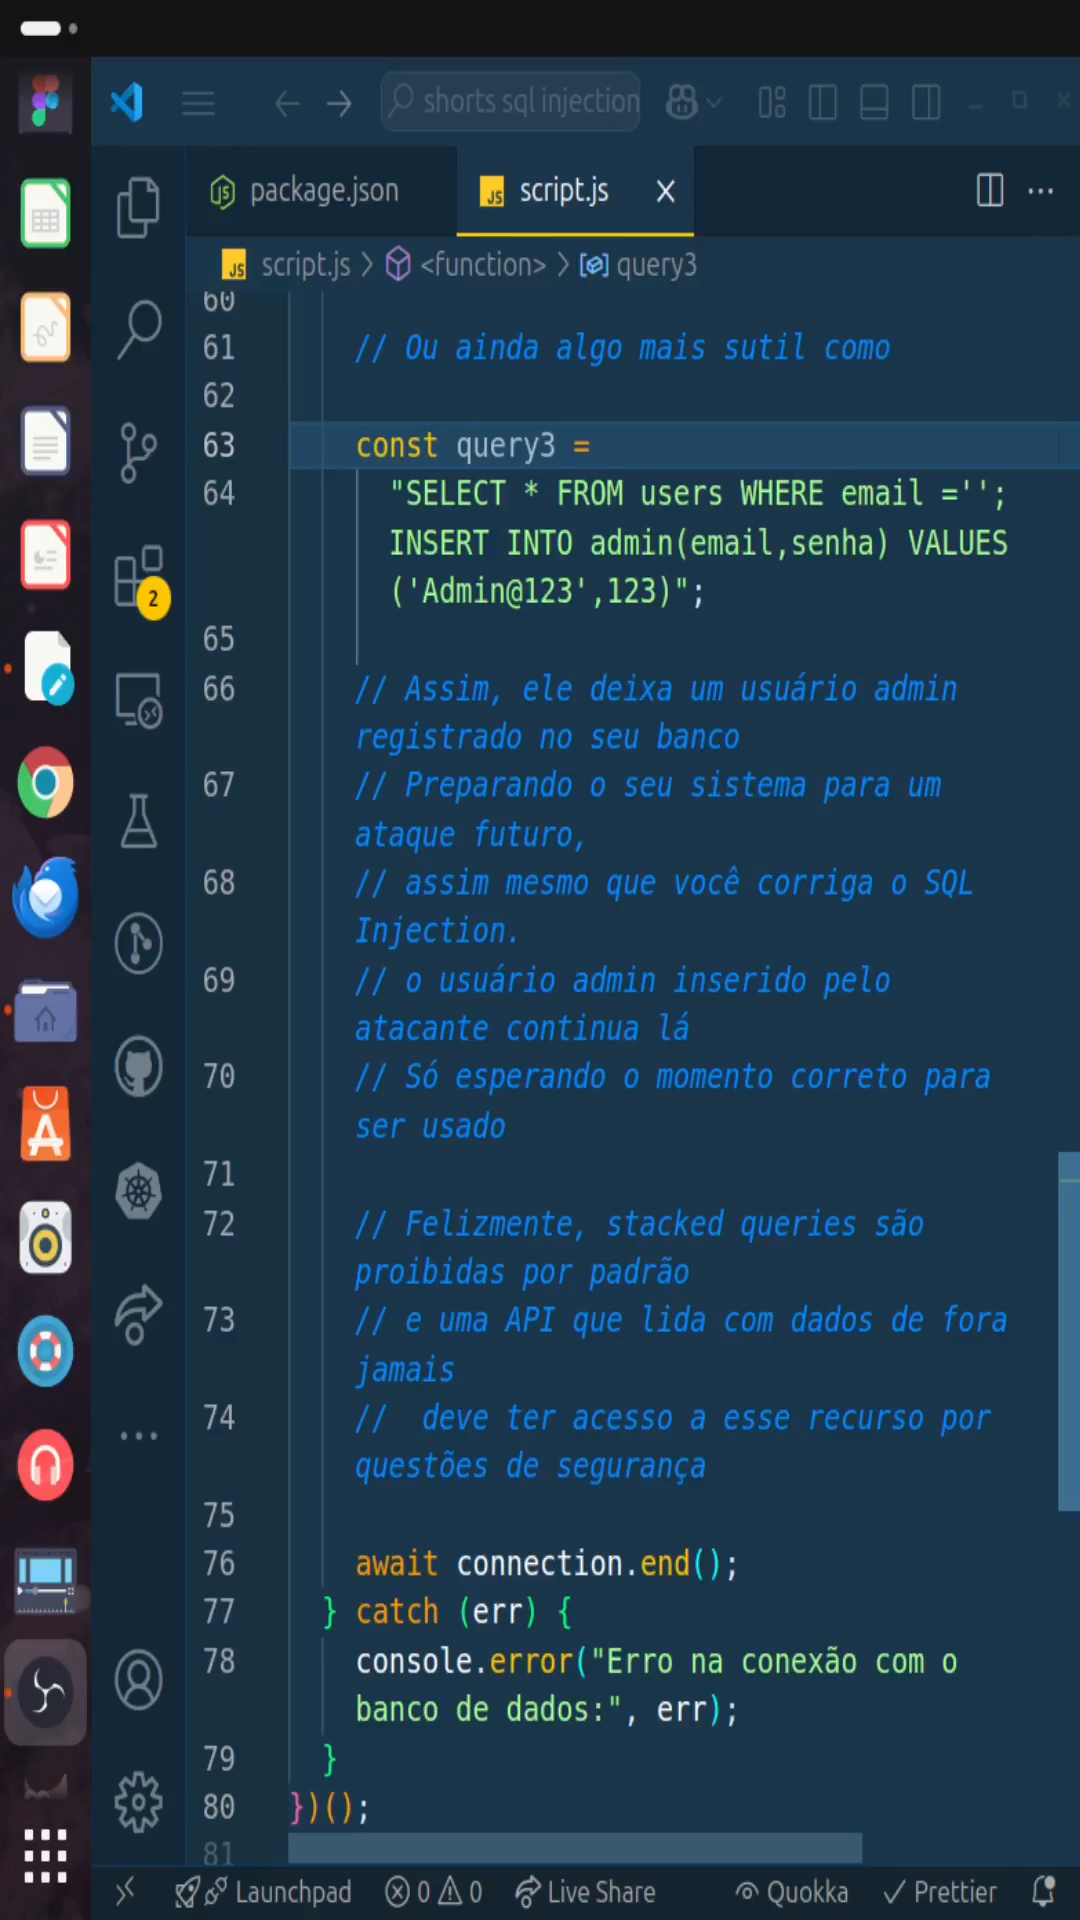 shorts sql injection
package.json
script.js
script.js > <function> > query3
60
61 // Ou ainda algo mais sutil como
62
63 const query3 =
64 "SELECT * FROM users WHERE email ='';
INSERT INTO admin(email,senha) VALUES
('Admin@123',123)";
65
66 // Assim, ele deixa um usuário admin
registrado no seu banco
67 // Preparando o seu sistema para um
ataque futuro,
68 // assim mesmo que você corriga o SQL
Injection.
69 // o usuário admin inserido pelo
atacante continua lá
70 // Só esperando o momento correto para
ser usado
71
72 // Felizmente, stacked queries são
proibidas por padrão
73 // e uma API que lida com dados de fora
jamais
74 //  deve ter acesso a esse recurso por
questões de segurança
75
76 await connection.end();
77 } catch (err) {
78 console.error("Erro na conexão com o
banco de dados:", err);
79 }
80 })();
81
2
Launchpad 0 0 Live Share Quokka Prettier